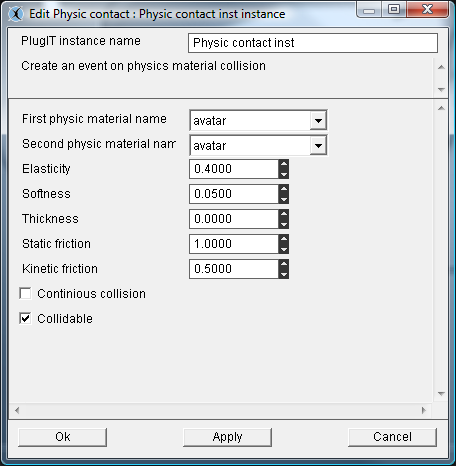 Edit Physic contact : Physic contact inst instance
PlugIT instance name Physic contact inst
Create an event on physics material collision
First physic material name avatar
Second physic material nam avatar
Elasticity 0.4000
Softness 0.0500
Thickness 0.0000
Static friction 1.0000
Kinetic friction 0.5000
Continious collision
Collidable
Ok Apply Cancel